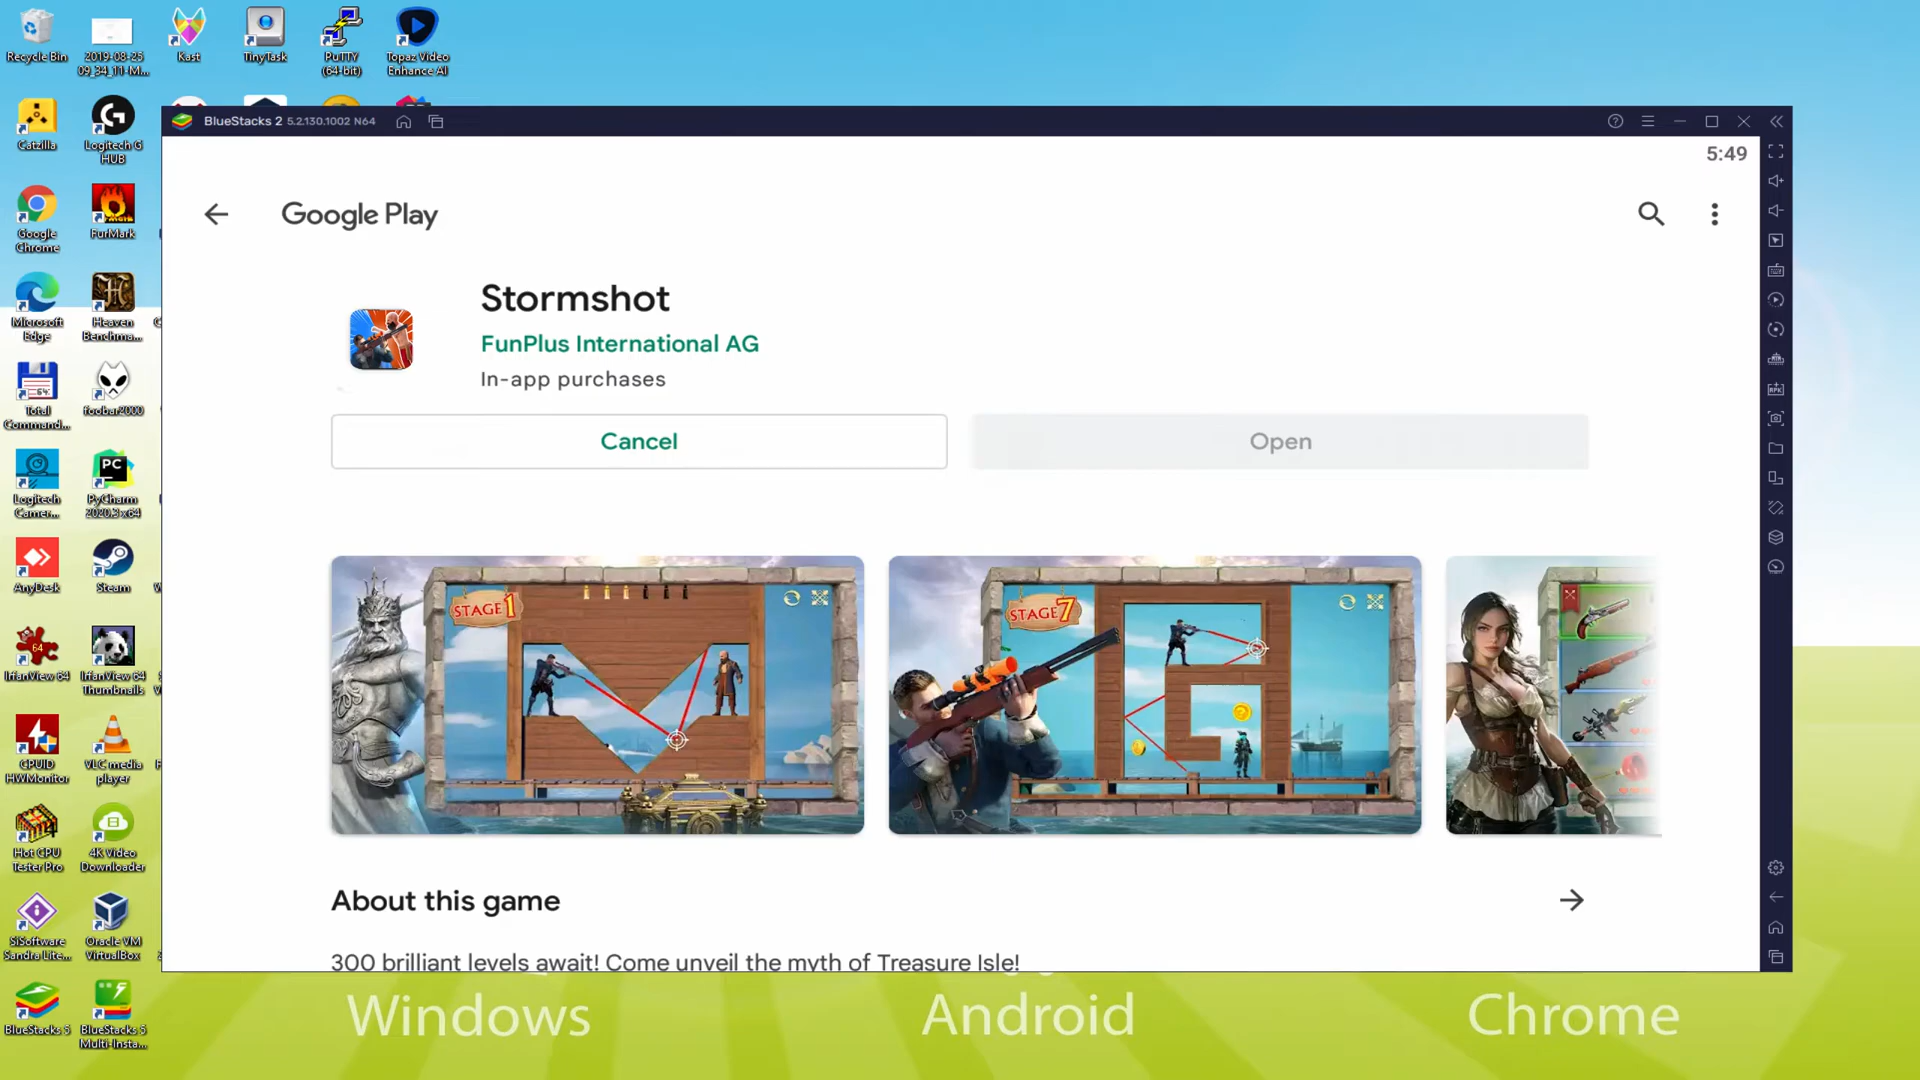 Recycle Bin
2019-08-25
09_34_11-M...
Kast
TinyTask
PuTTY
(64-bit)
Topaz Video
Enhance AI
Catzilla
Logitech G
HUB
Google
Chrome
FurMark
Microsoft
Edge
Heaven
Benchma...
Total
Command...
foobar2000
Logitech
Camer...
PyCharm
2020.3 x64
AnyDesk
Steam
IrfanView 64
IrfanView 64
Thumbnails
CPUID
HWMonitor
VLC media
player
Hot CPU
Tester Pro
4K Video
Downloader
SiSoftware
Sandra Lite...
Oracle VM
VirtualBox
BlueStacks 5
BlueStacks 5
Multi-Insta...
BlueStacks 2 5.2.130.1002 N64
5:49
Google Play
Stormshot
FunPlus International AG
In-app purchases
Cancel
Open
STAGE 1
STAGE 7
About this game
300 brilliant levels await! Come unveil the myth of Treasure Isle!
Windows
Android
Chrome